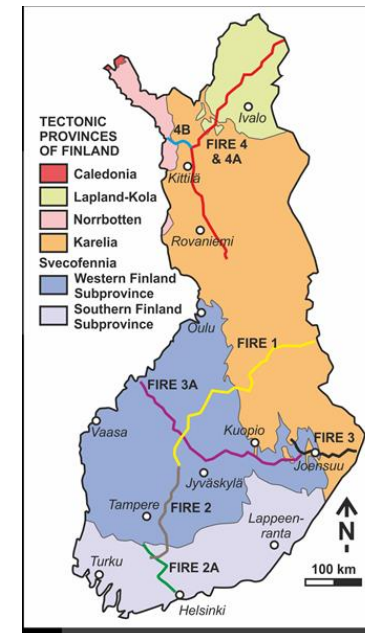 TECTONIC
PROVINCES
OF FINLAND
Caledonia
Lapland-Kola
Norrbotten
Karelia
Svecofennia
Western Finland
Subprovince
Southern Finland
Subprovince
Ivalo
4B
FIRE 4
& 4A
Kittilä
Rovaniemi
Oulu
FIRE 1
FIRE 3A
Vaasa
Kuopio
FIRE 3
Joensuu
Jyväskylä
Tampere
FIRE 2
Lappeen-
ranta
Turku
FIRE 2A
Helsinki
N
100 km